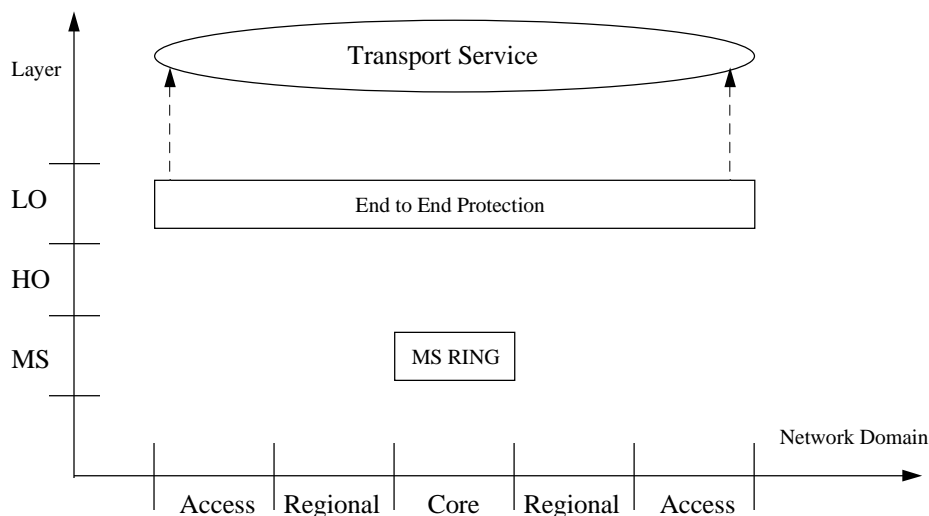 Transport Service
Layer
LO
End to End Protection
HO
MS
MS RING
Network Domain
Access
Regional
Core
Regional
Access